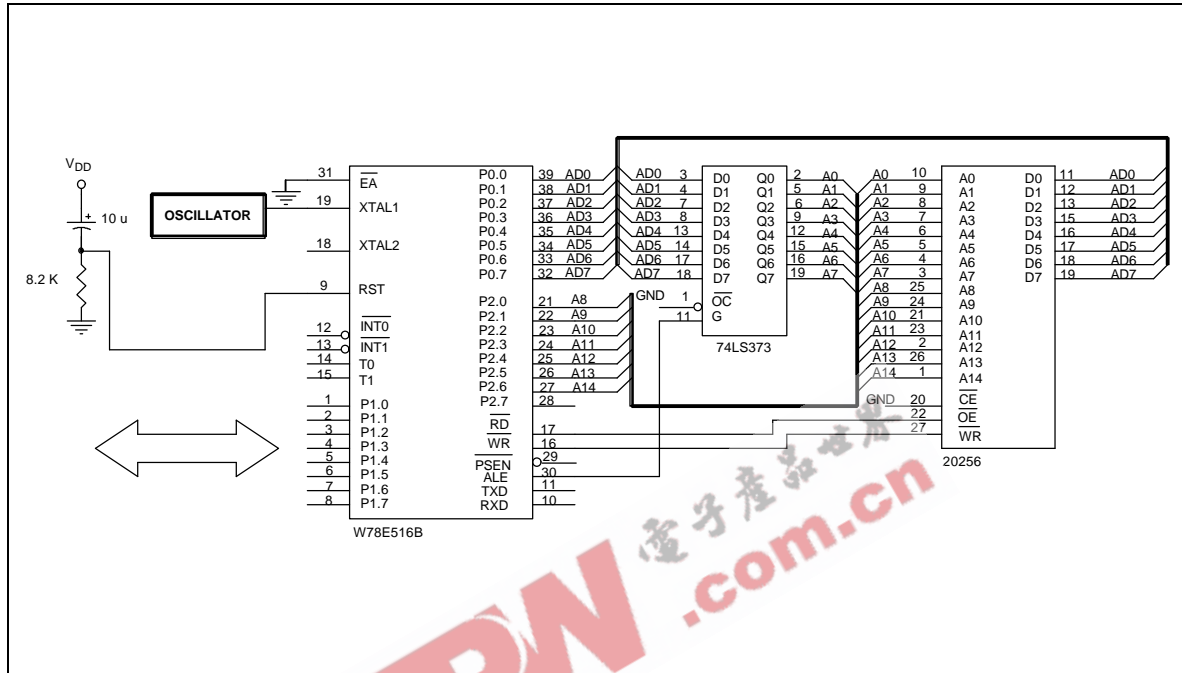 VDD
10 u
8.2 K
OSCILLATOR
31 EA
19 XTAL1
18 XTAL2
9 RST
12 INT0
13 INT1
14 T0
15 T1
1 P1.0
2 P1.1
3 P1.2
4 P1.3
5 P1.4
6 P1.5
7 P1.6
8 P1.7
P0.0 39 AD0
P0.1 38 AD1
P0.2 37 AD2
P0.3 36 AD3
P0.4 35 AD4
P0.5 34 AD5
P0.6 33 AD6
P0.7 32 AD7
P2.0 21 A8
P2.1 22 A9
P2.2 23 A10
P2.3 24 A11
P2.4 25 A12
P2.5 26 A13
P2.6 27 A14
P2.7 28
RD 17
WR 16
PSEN 29
ALE 30
TXD 11
RXD 10
W78E516B
AD0 3 D0 Q0 2 A0
AD1 4 D1 Q1 5 A1
AD2 7 D2 Q2 6 A2
AD3 8 D3 Q3 9 A3
AD4 13 D4 Q4 12 A4
AD5 14 D5 Q5 15 A5
AD6 17 D6 Q6 16 A6
AD7 18 D7 Q7 19 A7
GND 1 OC
11 G
74LS373
A0 10 A0 D0 11 AD0
A1 9 A1 D1 12 AD1
A2 8 A2 D2 13 AD2
A3 7 A3 D3 15 AD3
A4 6 A4 D4 16 AD4
A5 5 A5 D5 17 AD5
A6 4 A6 D6 18 AD6
A7 3 A7 D7 19 AD7
A8 25 A8
A9 24 A9
A10 21 A10
A11 23 A11
A12 2 A12
A13 26 A13
A14 1 A14
GND 20 CE
22 OE
27 WR
20256
電子產品世界
.com.cn